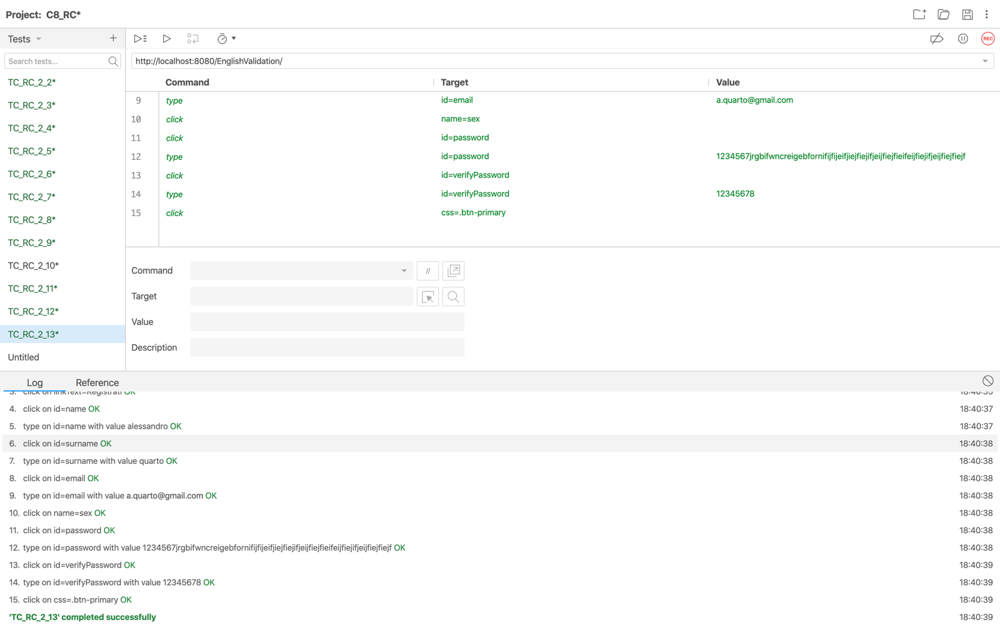 Project: C8_RC*
Tests
Search tests...
TC_RC_2_2*
TC_RC_2_3*
TC_RC_2_4*
TC_RC_2_5*
TC_RC_2_6*
TC_RC_2_7*
TC_RC_2_8*
TC_RC_2_9*
TC_RC_2_10*
TC_RC_2_11*
TC_RC_2_12*
TC_RC_2_13*
Untitled
REC
http://localhost:8080/EnglishValidation/
Command Target Value
9 type id=email a.quarto@gmail.com
10 click name=sex
11 click id=password
12 type id=password 1234567jrgbifwncreigebfornifijfijeifjiejfiejifjeijfiejfieifeijfiejifjeijfiejfiejf
13 click id=verifyPassword
14 type id=verifyPassword 12345678
15 click css=.btn-primary
Command //
Target
Value
Description
Log Reference
3. click on linkText=Registrati OK 18:40:35
4. click on id=name OK 18:40:37
5. type on id=name with value alessandro OK 18:40:37
6. click on id=surname OK 18:40:38
7. type on id=surname with value quarto OK 18:40:38
8. click on id=email OK 18:40:38
9. type on id=email with value a.quarto@gmail.com OK 18:40:38
10. click on name=sex OK 18:40:38
11. click on id=password OK 18:40:38
12. type on id=password with value 1234567jrgbifwncreigebfornifijfijeifjiejfiejifjeijfiejfieifeijfiejifjeijfiejfiejf OK 18:40:38
13. click on id=verifyPassword OK 18:40:39
14. type on id=verifyPassword with value 12345678 OK 18:40:39
15. click on css=.btn-primary OK 18:40:39
'TC_RC_2_13' completed successfully 18:40:39